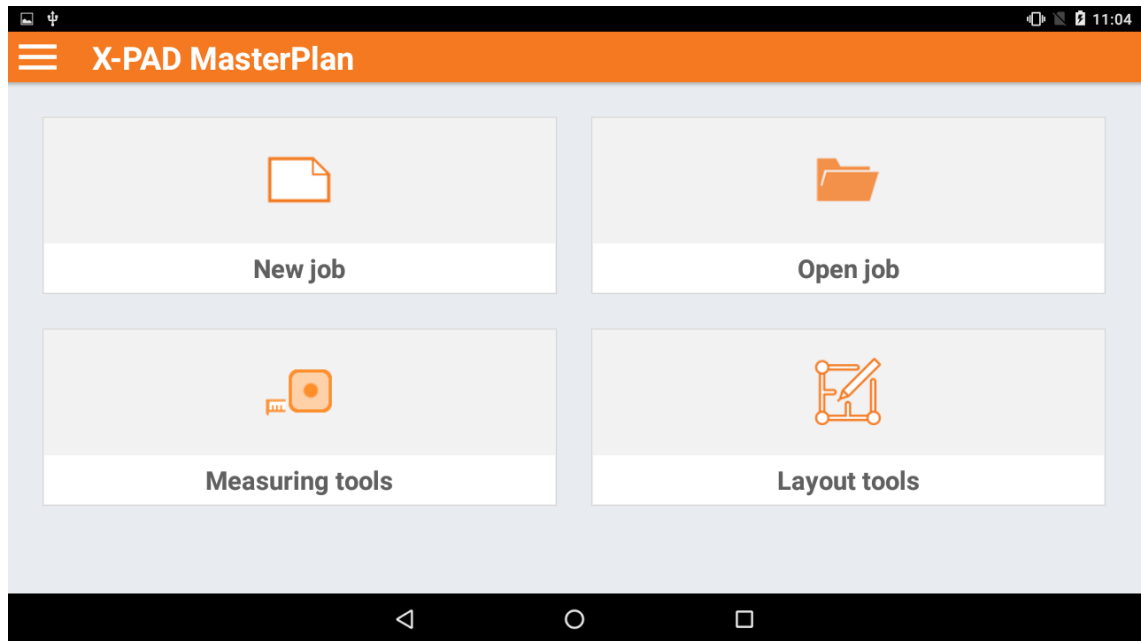 11:04
X-PAD MasterPlan
New job
Open job
Measuring tools
Layout tools